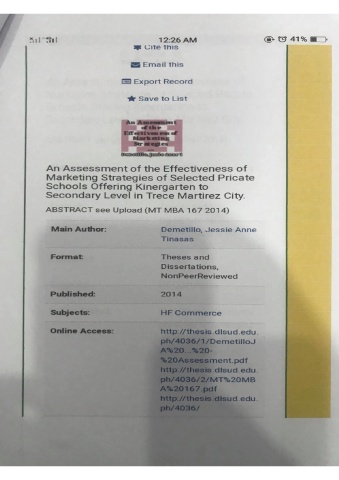 12:26 AM
41%
Cite this
Email this
Export Record
Save to List
An Assessment
of the
Effectiveness of
Marketing
Strategies
An Assessment of the Effectiveness of
Marketing Strategies of Selected Pricate
Schools Offering Kinergarten to
Secondary Level in Trece Martirez City.
ABSTRACT see Upload (MT MBA 167 2014)
Main Author: Demetillo, Jessie Anne
Tinasas
Format: Theses and
Dissertations,
NonPeerReviewed
Published: 2014
Subjects: HF Commerce
Online Access: http://thesis.dlsud.edu.
ph/4036/1/DemetilloJ
A%20...%20-
%20Assessment.pdf
http://thesis.dlsud.edu.
ph/4036/2/MT%20MB
A%20167.pdf
http://thesis.dlsud.edu.
ph/4036/